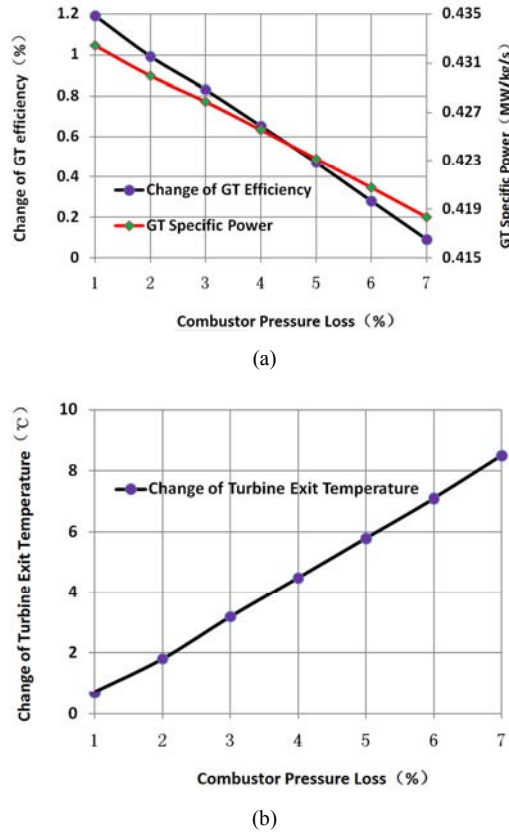 Change of GT efficiency (%)
1.2
1
0.8
0.6
0.4
0.2
0
0.435
0.431
0.427
0.423
0.419
0.415
GT Specific Power（MW/kg/s）
Change of GT Efficiency
GT Specific Power
1 2 3 4 5 6 7
Combustor Pressure Loss（%）
(a)
Change of Turbine Exit Temperature（℃）
10
8
6
4
2
0
Change of Turbine Exit Temperature
1 2 3 4 5 6 7
Combustor Pressure Loss（%）
(b)